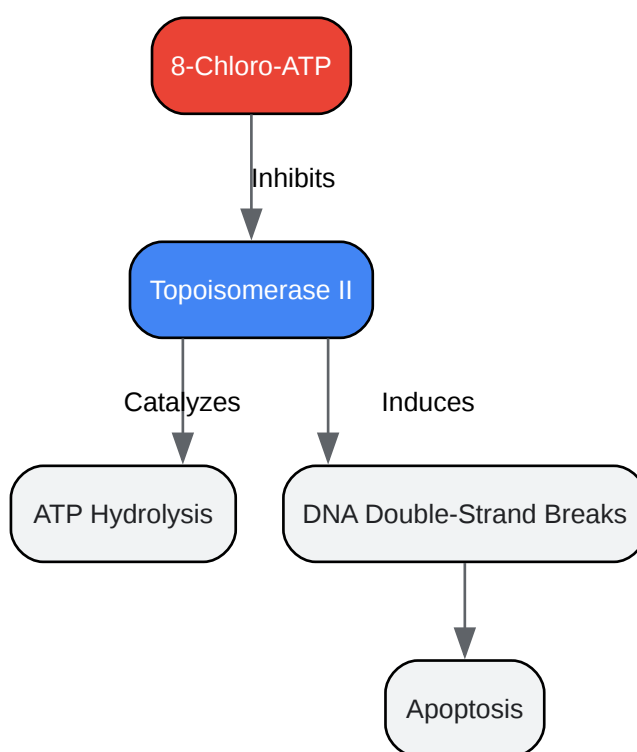 8-Chloro-ATP
Inhibits
Topoisomerase II
Catalyzes
Induces
ATP Hydrolysis
DNA Double-Strand Breaks
Apoptosis